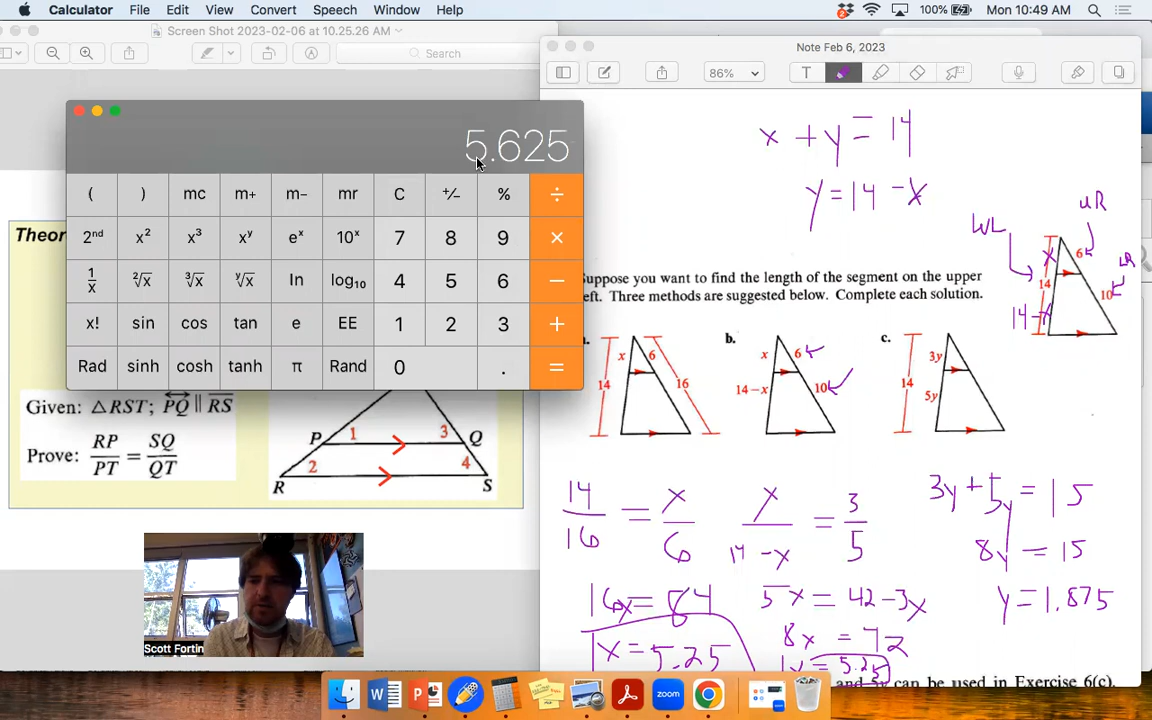 Calculator File Edit View Convert Speech Window Help 100% Mon 10:49 AM
Screen Shot 2023-02-06 at 10.25.26 AM
Search
5.625
( ) mc m+ m− mr C +/− % ÷
2nd x² x³ xʸ eˣ 10ˣ 7 8 9 ×
1/x ²√x ³√x ʸ√x ln log₁₀ 4 5 6 −
x! sin cos tan e EE 1 2 3 +
Rad sinh cosh tanh π Rand 0 . =
Theor
Given: △RST; PQ ∥ RS
Prove: RP/PT = SQ/QT
P 1 3 Q
2 4
R S
Scott Fortin
Note Feb 6, 2023
86%
T
x + y = 14
y = 14 − x
WL
UR
LR
x 6
14 10
14-x
Suppose you want to find the length of the segment on the upper
eft. Three methods are suggested below. Complete each solution.
b. c.
x 6
14 16
x 6
14−x 10
3y
14 5y
14/16 = x/6
16x = 84
x = 5.25
x/14-x = 3/5
5x = 42 - 3x
8x = 42
x = 5.25
3y + 5y = 15
8y = 15
y = 1.875
and can be used in Exercise 6(c).
zoom
W
P